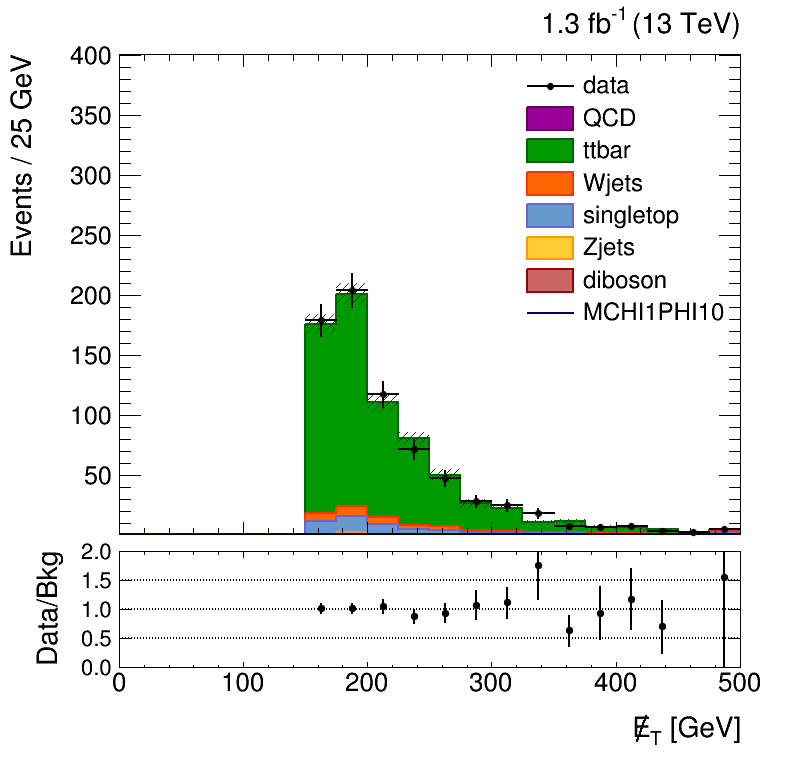 1.3 fb⁻¹ (13 TeV)
Events / 25 GeV
400
350
300
250
200
150
100
50
data
QCD
ttbar
Wjets
singletop
Zjets
diboson
MCHI1PHI10
Data/Bkg
2.0
1.5
1.0
0.5
0.0
0 100 200 300 400 500
E̸_T [GeV]